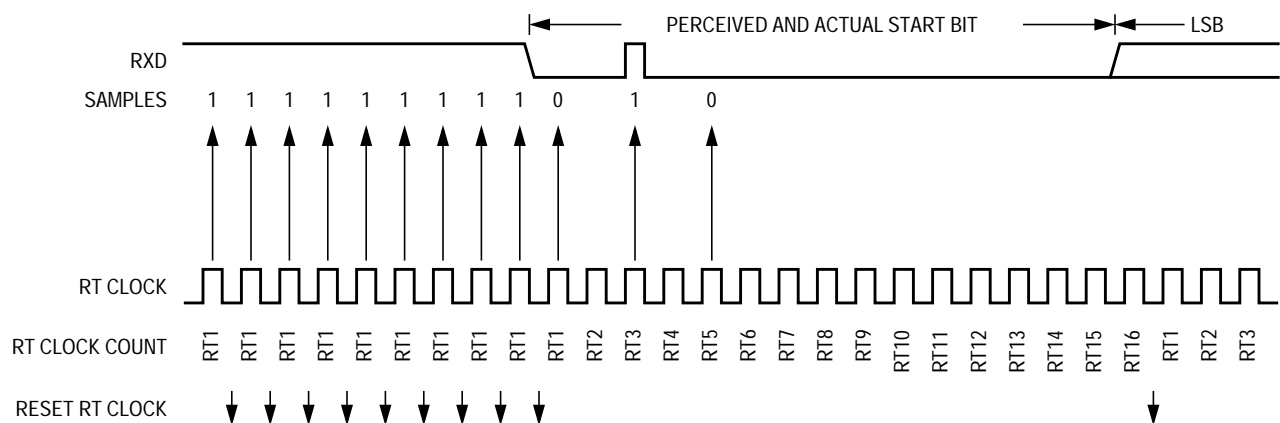 PERCEIVED AND ACTUAL START BIT LSB
RXD
SAMPLES 1 1 1 1 1 1 1 1 1 0 1 0
RT CLOCK
RT CLOCK COUNT RT1 RT1 RT1 RT1 RT1 RT1 RT1 RT1 RT1 RT1 RT2 RT3 RT4 RT5 RT6 RT7 RT8 RT9 RT10 RT11 RT12 RT13 RT14 RT15 RT16 RT1 RT2 RT3
RESET RT CLOCK